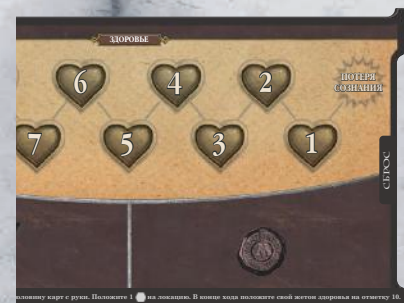 ЗДОРОВЬЕ
6 4 2
ПОТЕРЯ
СОЗНАНИЯ
7 5 3 1
СБРОС
оловину карт с руки. Положите 1 на локацию. В конце хода положите свой жетон здоровья на отметку 10.